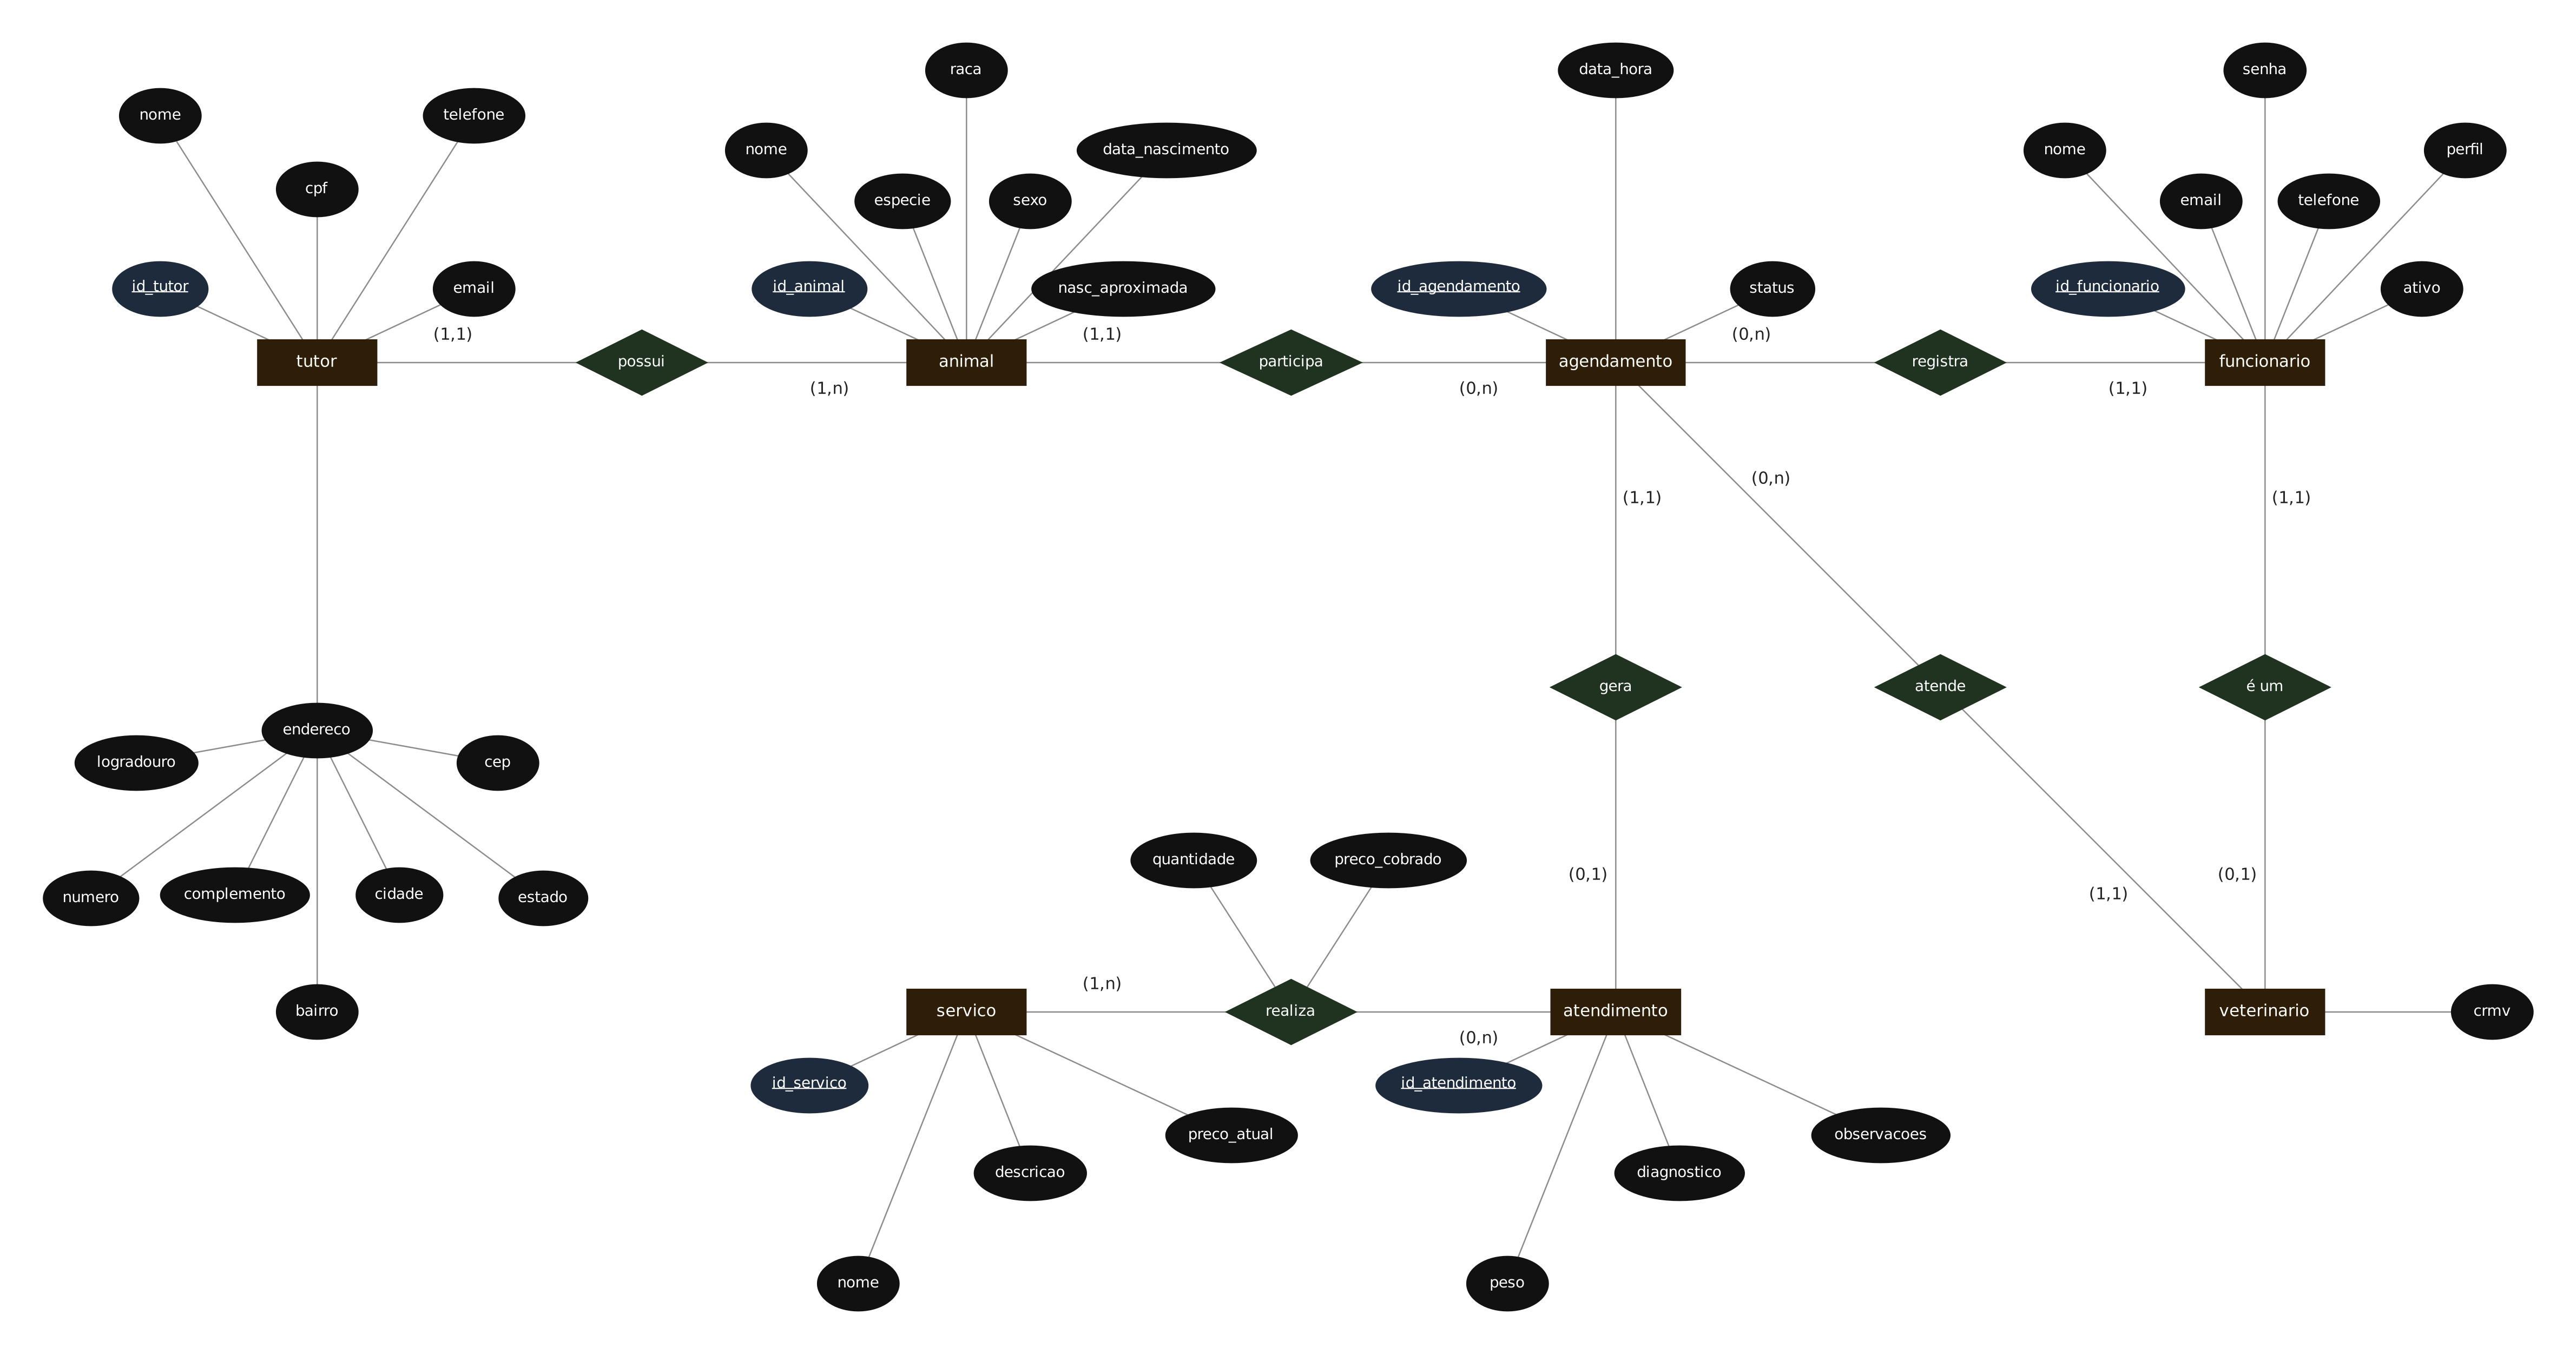 raca
data_hora
senha
nome
telefone
nome
data_nascimento
nome
perfil
cpf
especie
sexo
email
telefone
id_tutor
email
id_animal
nasc_aproximada
id_agendamento
status
id_funcionario
ativo
(1,1)
(1,1)
(0,n)
tutor
possui
animal
participa
agendamento
registra
funcionario
(1,n)
(0,n)
(1,1)
(0,n)
(1,1)
(1,1)
gera
atende
é um
endereco
logradouro
cep
quantidade
preco_cobrado
(0,1)
(0,1)
numero
complemento
cidade
estado
(1,1)
(1,n)
bairro
servico
realiza
atendimento
veterinario
crmv
(0,n)
id_servico
id_atendimento
preco_atual
observacoes
descricao
diagnostico
nome
peso